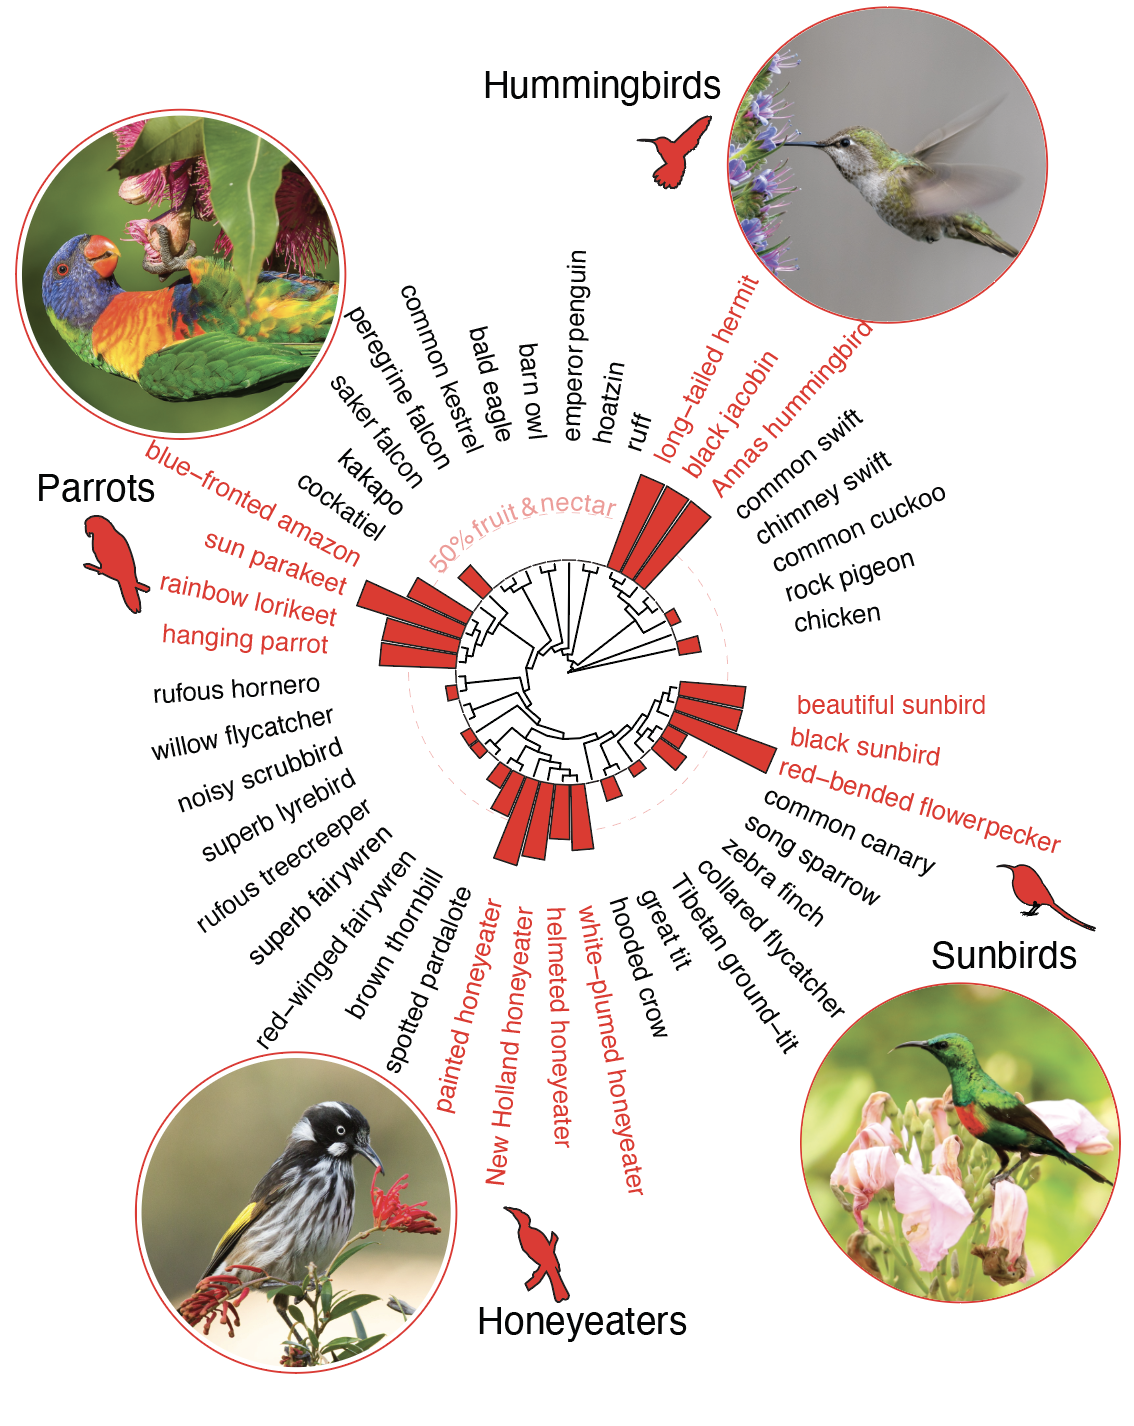 Hummingbirds
Parrots
50% fruit & nectar
blue–fronted amazon
sun parakeet
rainbow lorikeet
hanging parrot
cockatiel
kakapo
saker falcon
peregrine falcon
common kestrel
bald eagle
barn owl
emperor penguin
hoatzin
ruff
long–tailed hermit
black jacobin
Annas hummingbird
common swift
chimney swift
common cuckoo
rock pigeon
chicken
beautiful sunbird
black sunbird
red–bended flowerpecker
common canary
song sparrow
zebra finch
collared flycatcher
Tibetan ground–tit
great tit
hooded crow
white–plumed honeyeater
helmeted honeyeater
New Holland honeyeater
painted honeyeater
spotted pardalote
brown thornbill
red–winged fairywren
superb fairywren
rufous treecreeper
superb lyrebird
noisy scrubbird
willow flycatcher
rufous hornero
Sunbirds
Honeyeaters